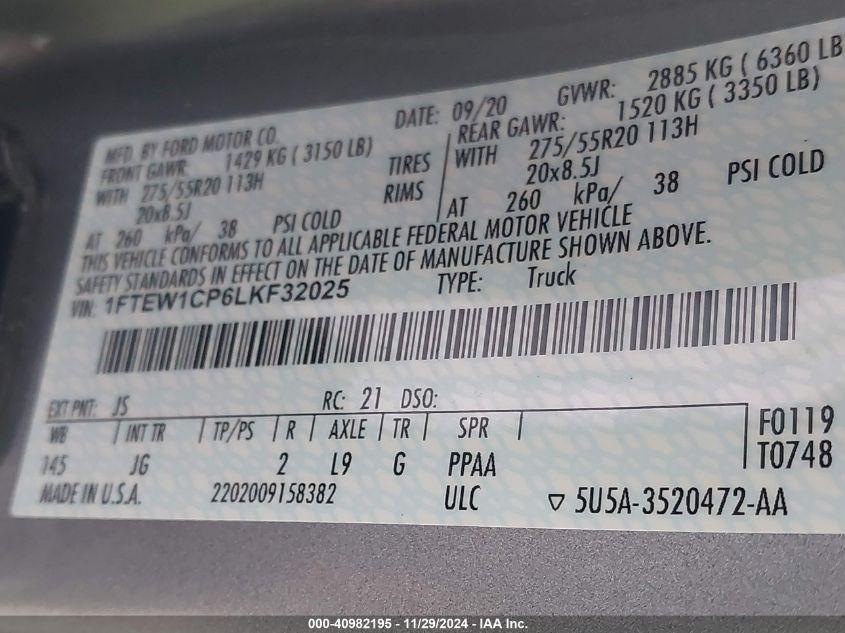 MFD. BY FORD MOTOR CO. DATE: 09/20 GVWR: 2885 KG ( 6360 LB
FRONT GAWR: 1429 KG ( 3150 LB) REAR GAWR: 1520 KG ( 3350 LB)
WITH 275/55R20 113H TIRES WITH 275/55R20 113H
20x8.5J RIMS 20x8.5J
AT 260 kPa/ 38 PSI COLD AT 260 kPa/ 38 PSI COLD
THIS VEHICLE CONFORMS TO ALL APPLICABLE FEDERAL MOTOR VEHICLE
SAFETY STANDARDS IN EFFECT ON THE DATE OF MANUFACTURE SHOWN ABOVE.
VIN: 1FTEW1CP6LKF32025 TYPE: Truck
EXT PNT: JS RC: 21 DSO:
WB INT TR TP/PS R AXLE TR SPR F0119
145 JG 2 L9 G PPAA T0748
MADE IN U.S.A. 2202009158382 ULC 5U5A-3520472-AA
000-40982195 - 11/29/2024 - IAA Inc.